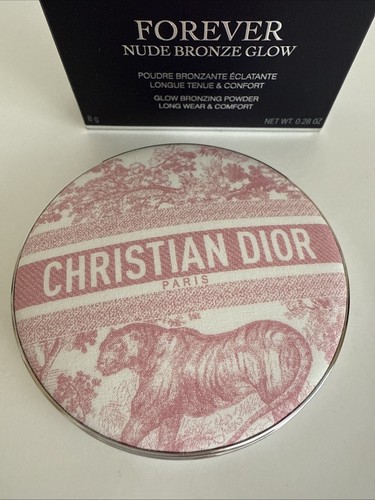 FOREVER
NUDE BRONZE GLOW
POUDRE BRONZANTE ÉCLATANTE
LONGUE TENUE & CONFORT
GLOW BRONZING POWDER
LONG WEAR & COMFORT
8 g
NET WT. 0.28 OZ
CHRISTIAN DIOR
PARIS